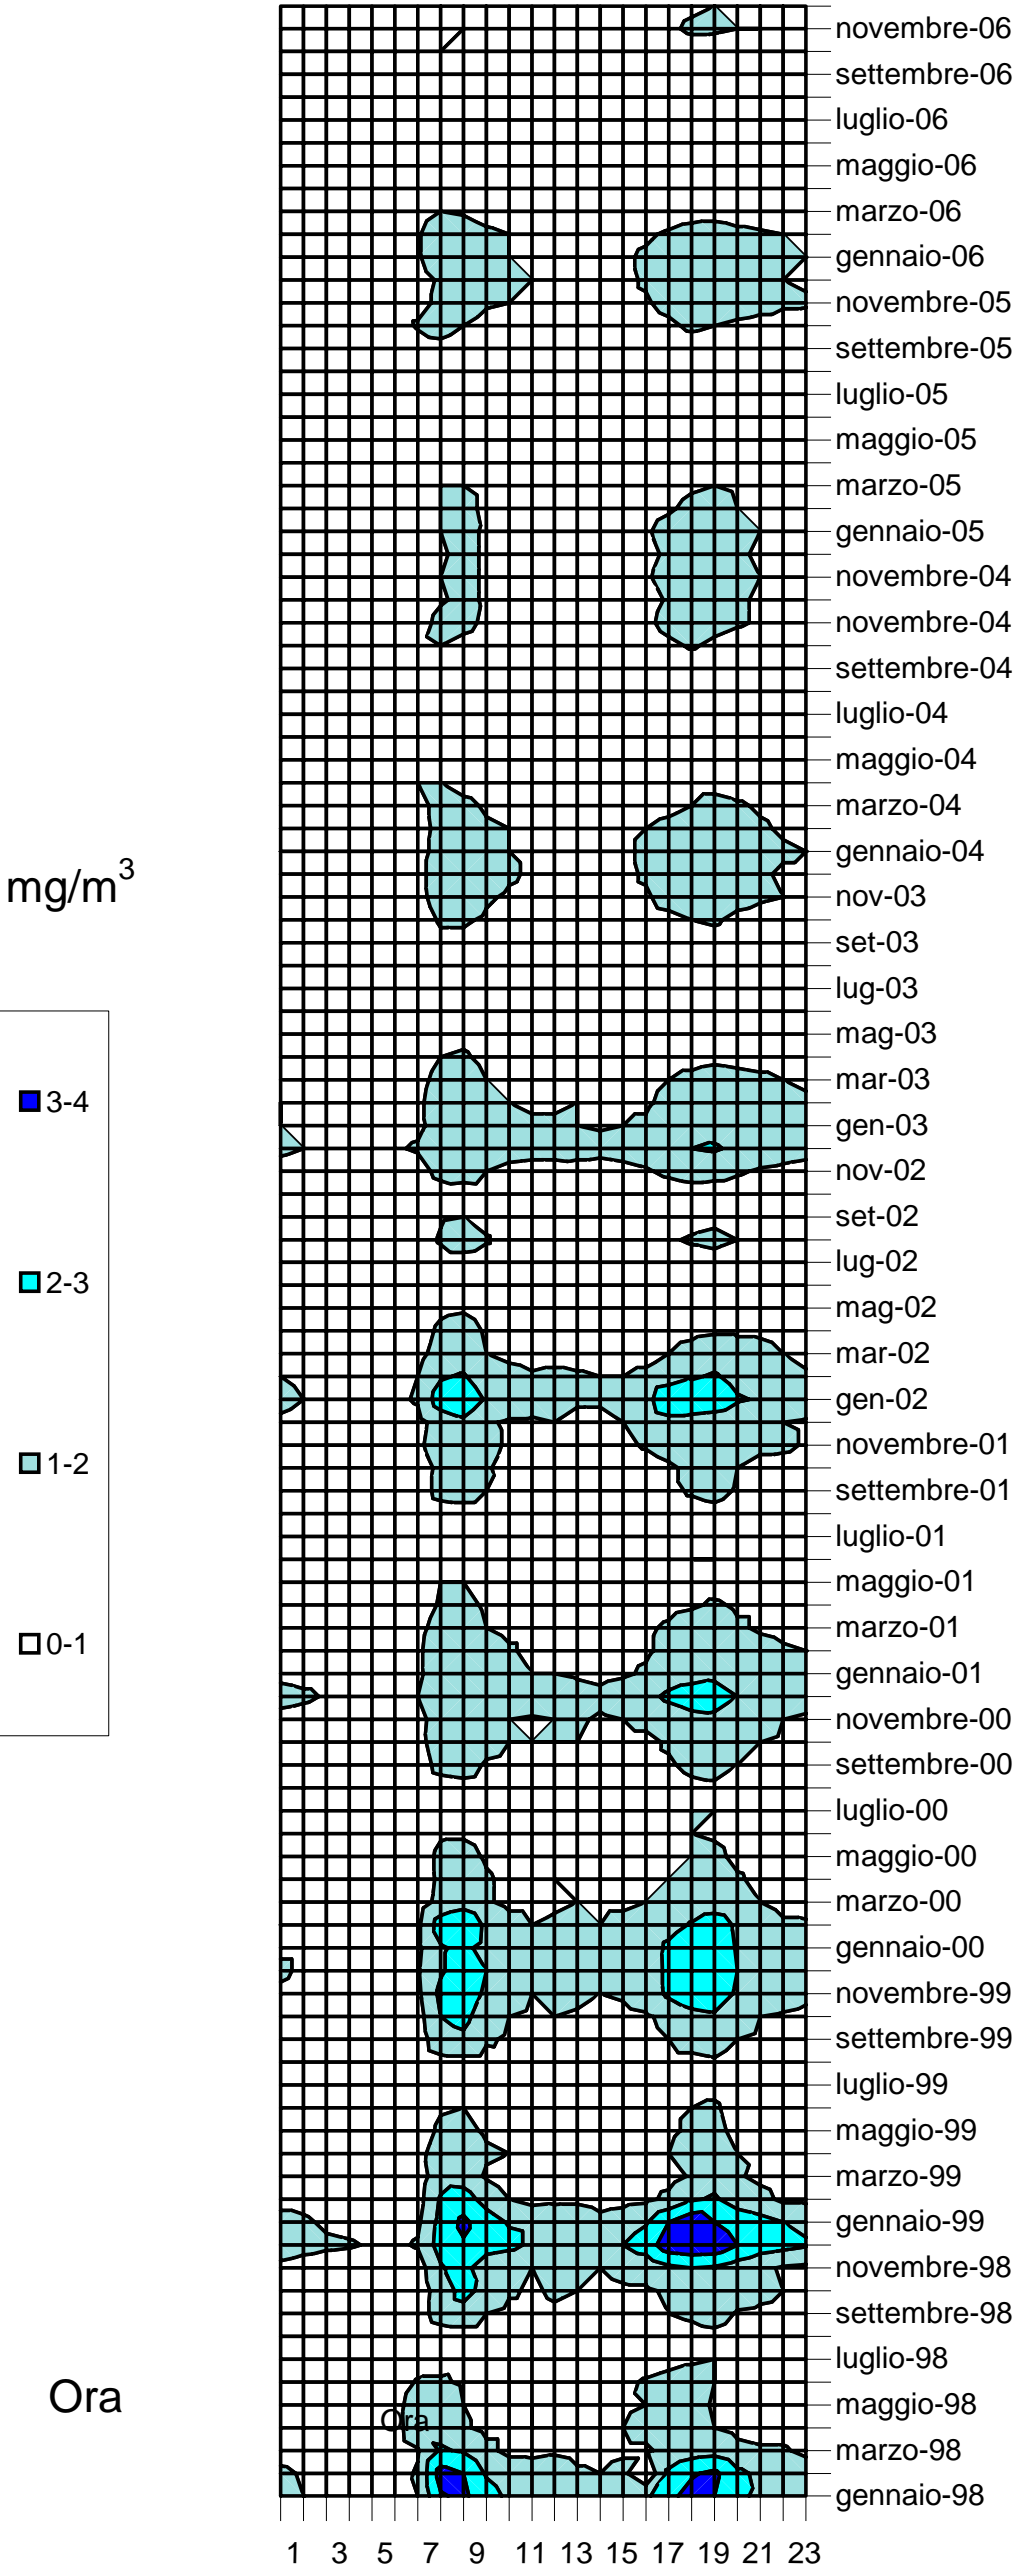 novembre-06
settembre-06
luglio-06
maggio-06
marzo-06
gennaio-06
novembre-05
settembre-05
luglio-05
maggio-05
marzo-05
gennaio-05
novembre-04
novembre-04
settembre-04
luglio-04
maggio-04
marzo-04
gennaio-04
nov-03
set-03
lug-03
mag-03
mar-03
gen-03
nov-02
set-02
lug-02
mag-02
mar-02
gen-02
novembre-01
settembre-01
luglio-01
maggio-01
marzo-01
gennaio-01
novembre-00
settembre-00
luglio-00
maggio-00
marzo-00
gennaio-00
novembre-99
settembre-99
luglio-99
maggio-99
marzo-99
gennaio-99
novembre-98
settembre-98
luglio-98
maggio-98
marzo-98
gennaio-98
mg/m³
3-4
2-3
1-2
0-1
Ora
Ora
1 3 5 7 9 11 13 15 17 19 21 23